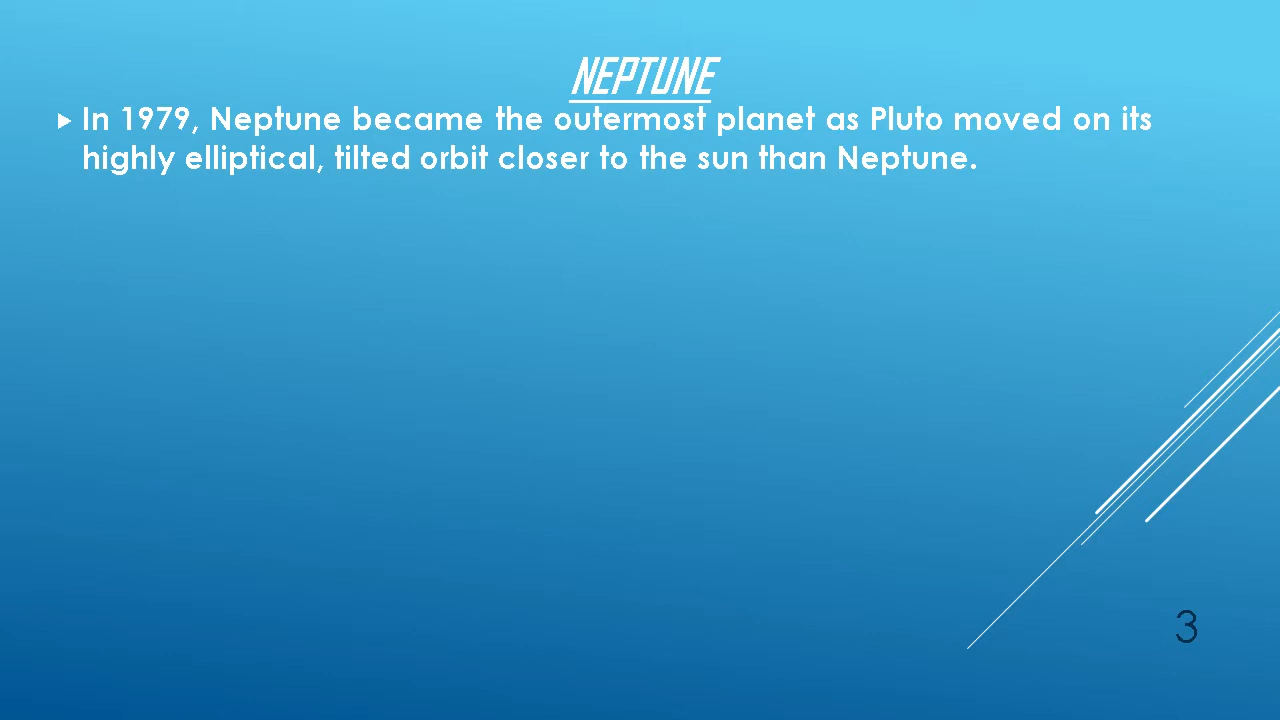 NEPTUNE
In 1979, Neptune became the outermost planet as Pluto moved on its
highly elliptical, tilted orbit closer to the sun than Neptune.
3